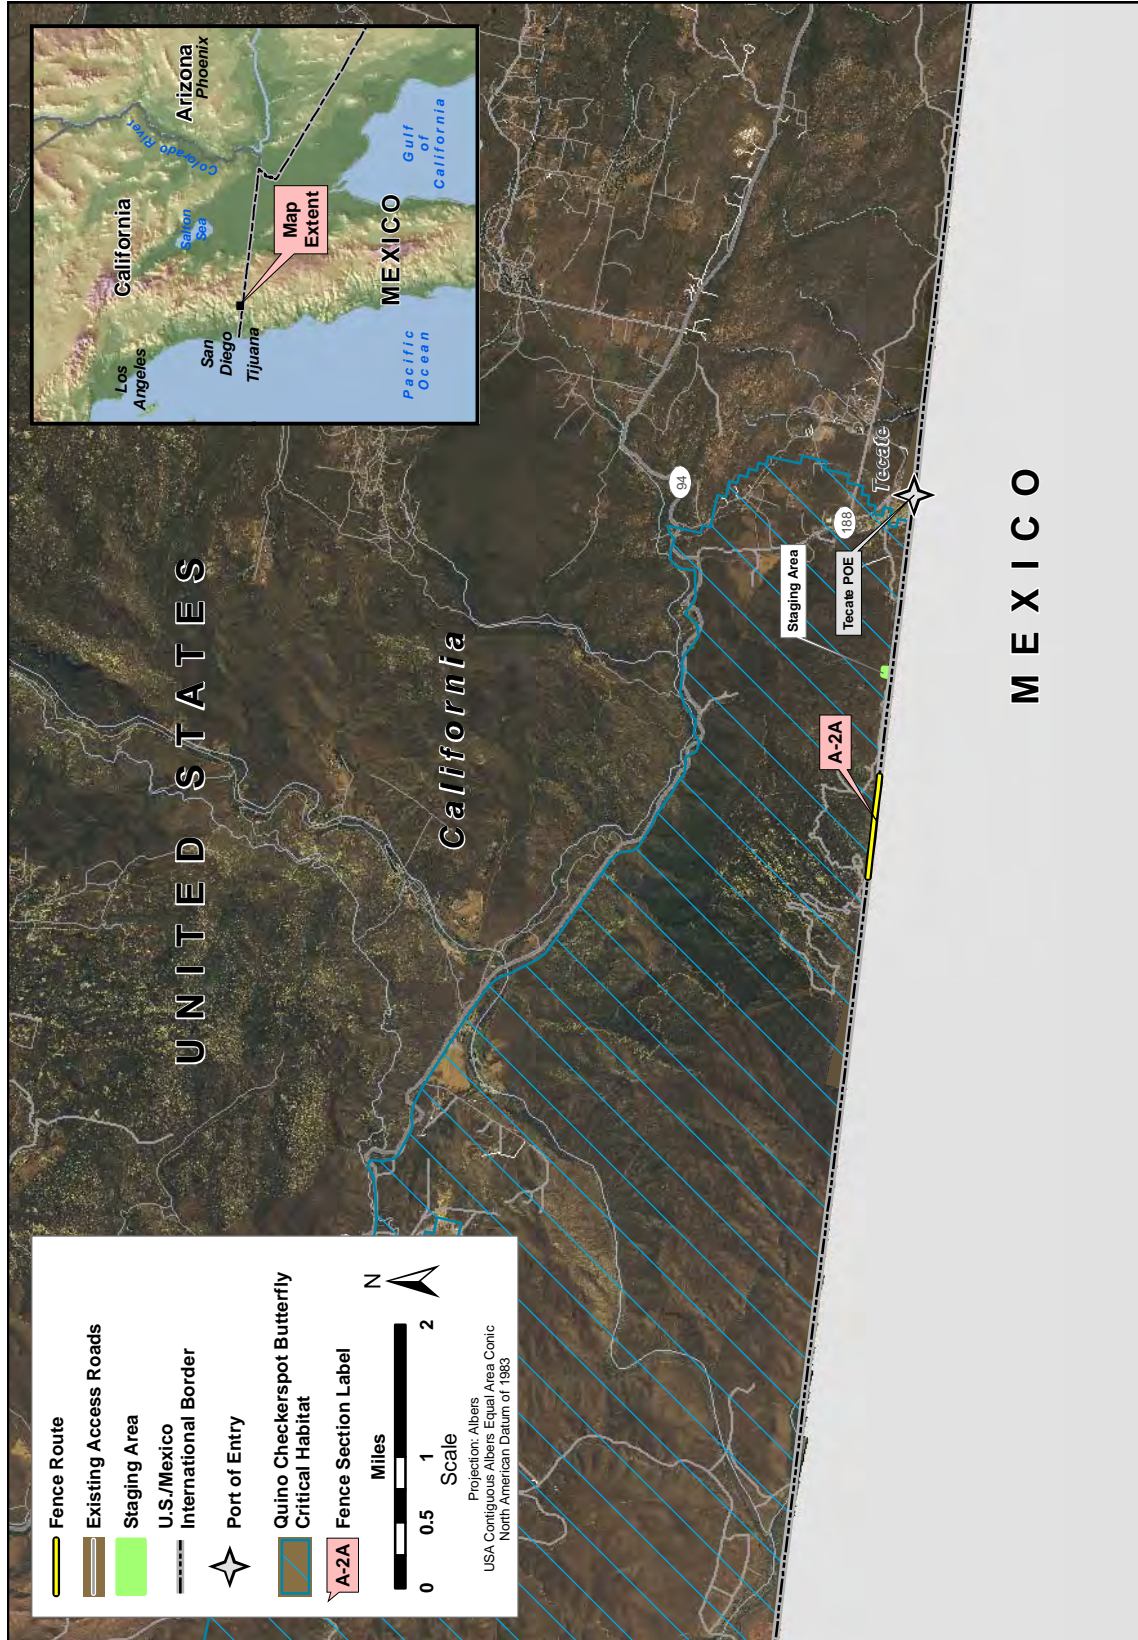 UNITED STATES
California
MEXICO
94
188
Tecate
Staging Area
Tecate POE
A-2A
Los
Angeles
California
Salton
Sea
Colorado River
Arizona
Phoenix
San
Diego
Tijuana
Map
Extent
Pacific
Ocean
MEXICO
Gulf
of
California
Fence Route
Existing Access Roads
Staging Area
U.S./Mexico
International Border
Port of Entry
Quino Checkerspot Butterfly
Critical Habitat
A-2A
Fence Section Label
Miles
0 0.5 1 2
Scale
N
Projection: Albers
USA Contiguous Albers Equal Area Conic
North American Datum of 1983